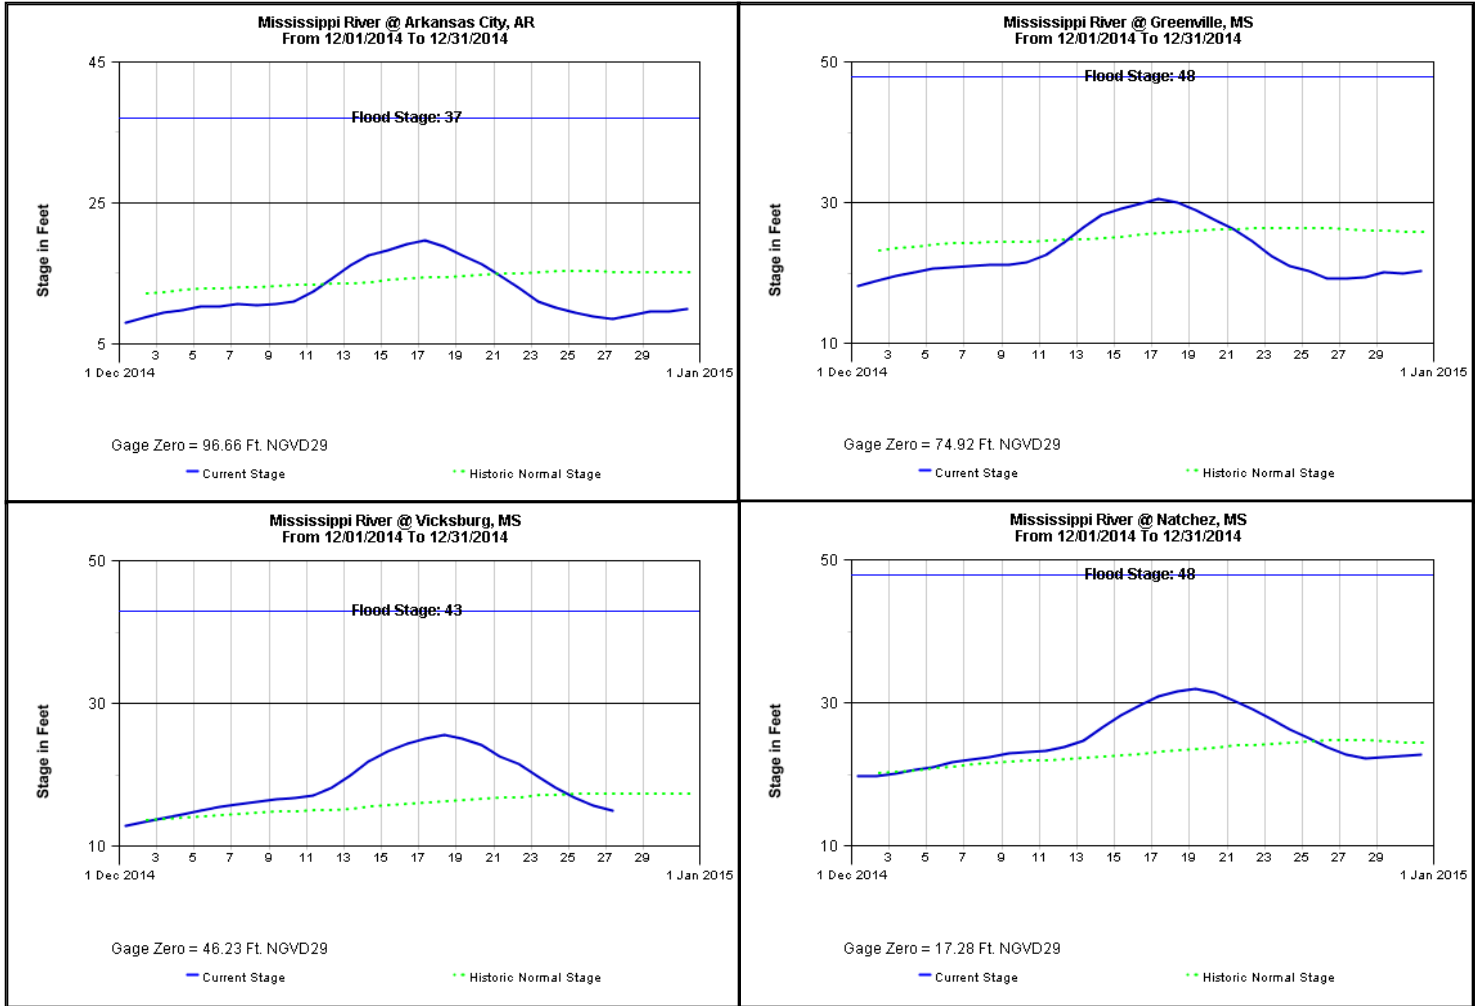 Mississippi River @ Arkansas City, AR
From 12/01/2014 To 12/31/2014
45
Flood Stage: 37
25
Stage in Feet
5
3 5 7 9 11 13 15 17 19 21 23 25 27 29
1 Dec 2014 1 Jan 2015
Gage Zero = 96.66 Ft. NGVD29
Current Stage Historic Normal Stage
Mississippi River @ Greenville, MS
From 12/01/2014 To 12/31/2014
50
Flood Stage: 48
30
Stage in Feet
10
3 5 7 9 11 13 15 17 19 21 23 25 27 29
1 Dec 2014 1 Jan 2015
Gage Zero = 74.92 Ft. NGVD29
Current Stage Historic Normal Stage
Mississippi River @ Vicksburg, MS
From 12/01/2014 To 12/31/2014
50
Flood Stage: 43
30
Stage in Feet
10
3 5 7 9 11 13 15 17 19 21 23 25 27 29
1 Dec 2014 1 Jan 2015
Gage Zero = 46.23 Ft. NGVD29
Current Stage Historic Normal Stage
Mississippi River @ Natchez, MS
From 12/01/2014 To 12/31/2014
50
Flood Stage: 48
30
Stage in Feet
10
3 5 7 9 11 13 15 17 19 21 23 25 27 29
1 Dec 2014 1 Jan 2015
Gage Zero = 17.28 Ft. NGVD29
Current Stage Historic Normal Stage